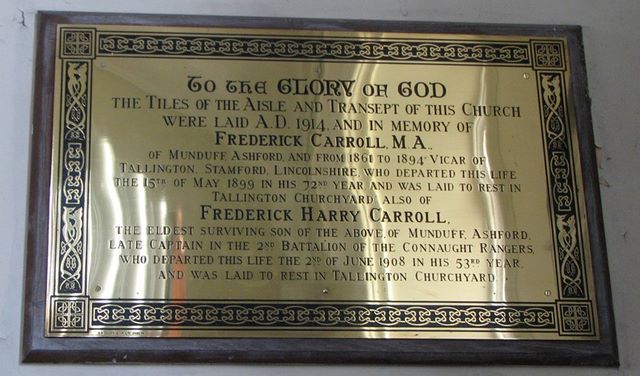 To the GLORY of GOD
THE TILES OF THE AISLE AND TRANSEPT OF THIS CHURCH
WERE LAID A.D. 1914, AND IN MEMORY OF
FREDERICK CARROLL, M.A.,
OF MUNDUFF, ASHFORD, AND FROM 1861 TO 1894 VICAR OF
TALLINGTON, STAMFORD, LINCOLNSHIRE, WHO DEPARTED THIS LIFE
THE 15TH OF MAY 1899 IN HIS 72ND YEAR, AND WAS LAID TO REST IN
TALLINGTON CHURCHYARD, ALSO OF
FREDERICK HARRY CARROLL,
THE ELDEST SURVIVING SON OF THE ABOVE, OF MUNDUFF, ASHFORD,
LATE CAPTAIN IN THE 2ND BATTALION OF THE CONNAUGHT RANGERS,
WHO DEPARTED THIS LIFE THE 2ND OF JUNE 1908 IN HIS 53RD YEAR,
AND WAS LAID TO REST IN TALLINGTON CHURCHYARD.